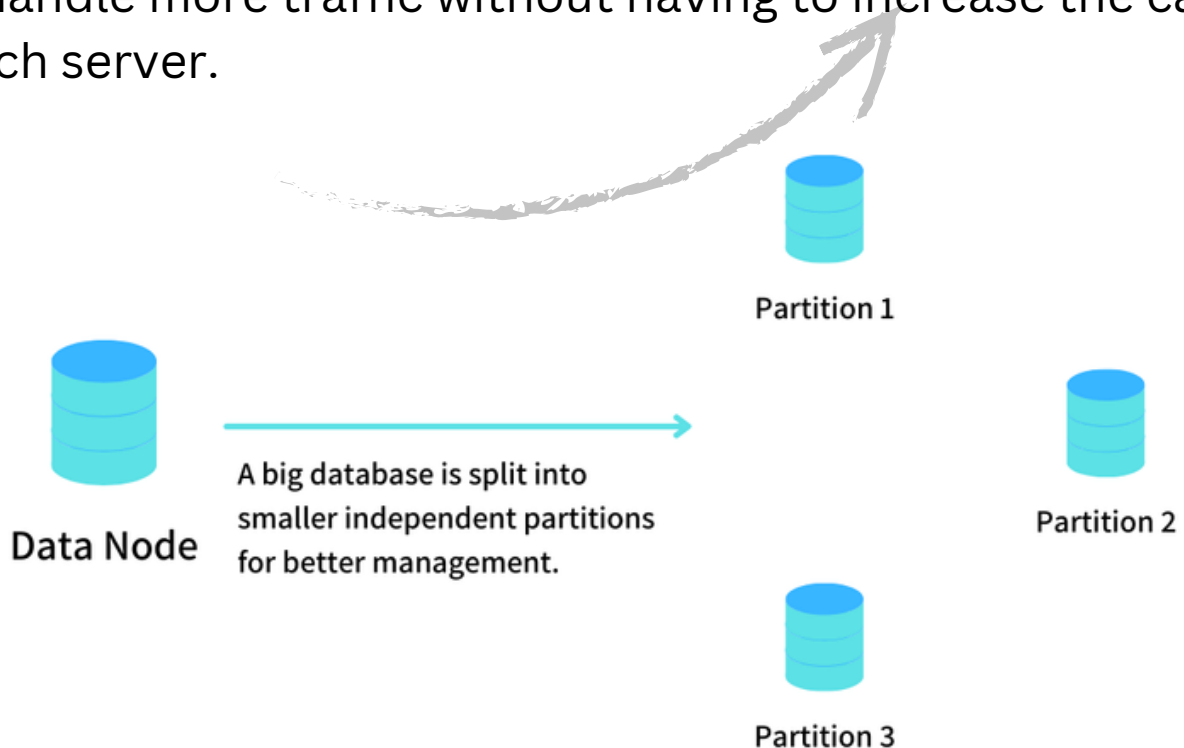 handle more traffic without having to increase the
ch server.
Partition 1
A big database is split into
smaller independent partitions
for better management.
Data Node
Partition 2
Partition 3